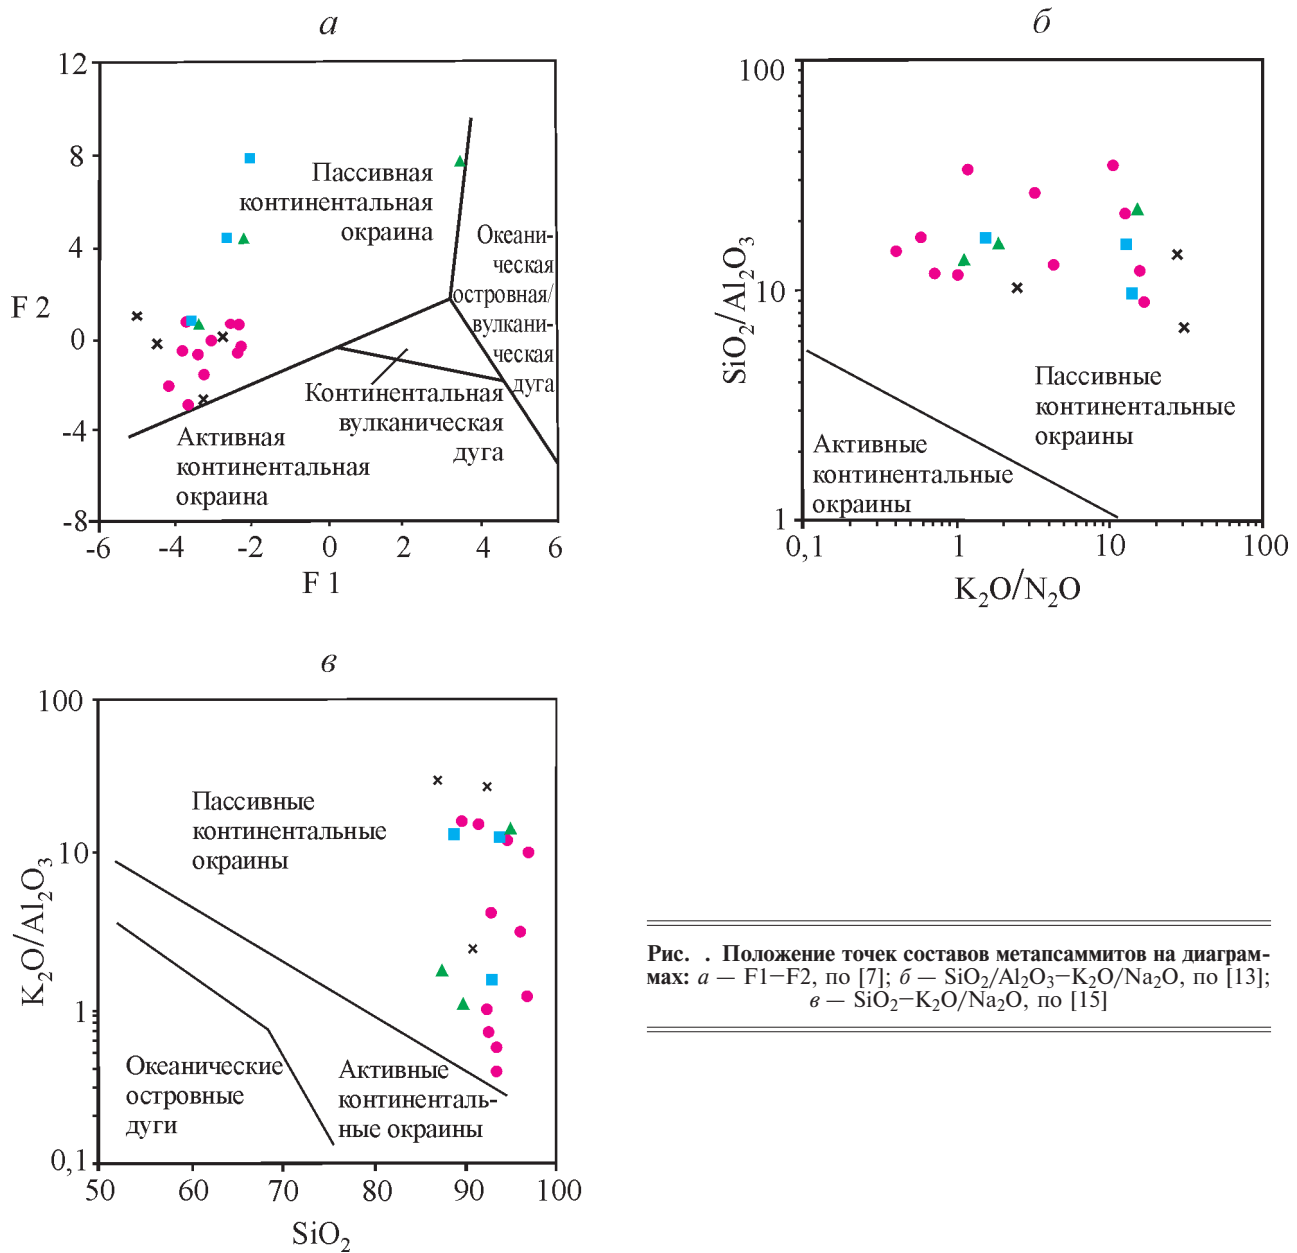 а
12
8
4
0
-4
-8
F 2
-6
-4
-2
0
2
4
6
F 1
Пассивная
континентальная
окраина
Океани-
ческая
островная/
вулкани-
ческая
дуга
Континентальная
вулканическая
дуга
Активная
континентальная
окраина
б
100
10
1
SiO₂/Al₂O₃
0,1
1
10
100
K₂O/N₂O
Пассивные
континентальные
окраины
Активные
континентальные
окраины
в
100
10
1
0,1
K₂O/Al₂O₃
50
60
70
80
90
100
SiO₂
Пассивные
континентальные
окраины
Океанические
островные
дуги
Активные
континенталь-
ные окраины
Рис. . Положение точек составов метапсаммитов на диаграм-
мах: а — F1−F2, по [7]; б — SiO₂/Al₂O₃−K₂O/Na₂O, по [13];
в — SiO₂−K₂O/Na₂O, по [15]